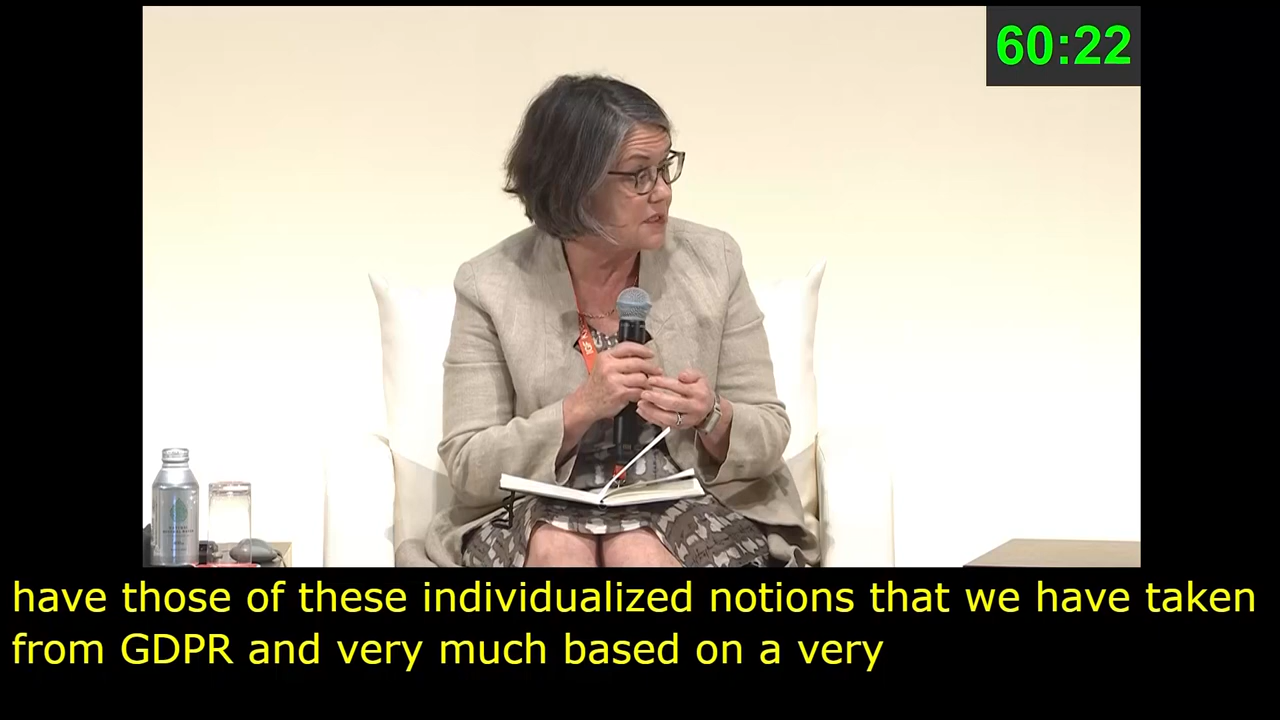 60:22
have those of these individualized notions that we have taken
from GDPR and very much based on a very